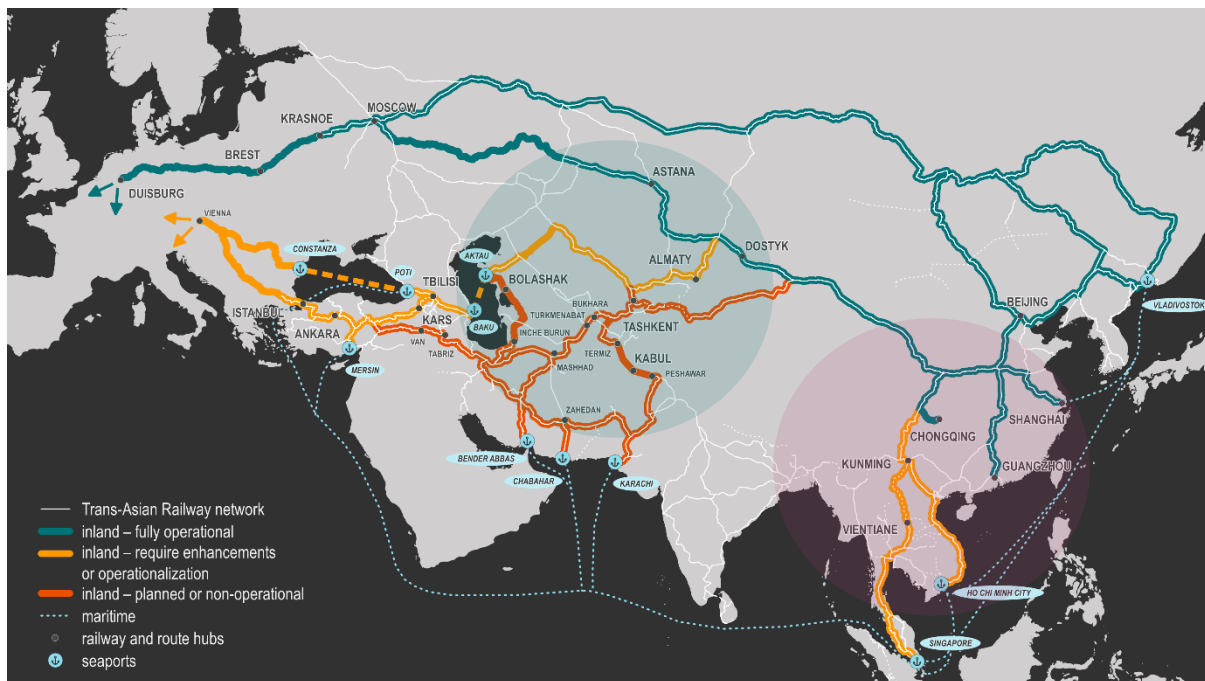 MOSCOW
KRASNOE
BREST
DUISBURG
ASTANA
VIENNA
DOSTYK
CONSTANZA
AKTAU
ALMATY
POTI
BOLASHAK
TBILISI
VLADIVOSTOK
BEIJING
BUKHARA
ISTANBUL
TURKMENABAT
KARS
BAKU
TASHKENT
ANKARA
INCHE BURUN
VAN
TERMIZ
KABUL
TABRIZ
MASHHAD
PESHAWAR
MERSIN
ZAHEDAN
SHANGHAI
CHONGQING
BENDER ABBAS
KUNMING
GUANGZHOU
CHABAHAR
KARACHI
Trans-Asian Railway network
VIENTIANE
inland – fully operational
inland – require enhancements
or operationalization
inland – planned or non-operational
HO CHI MINH CITY
maritime
railway and route hubs
SINGAPORE
seaports